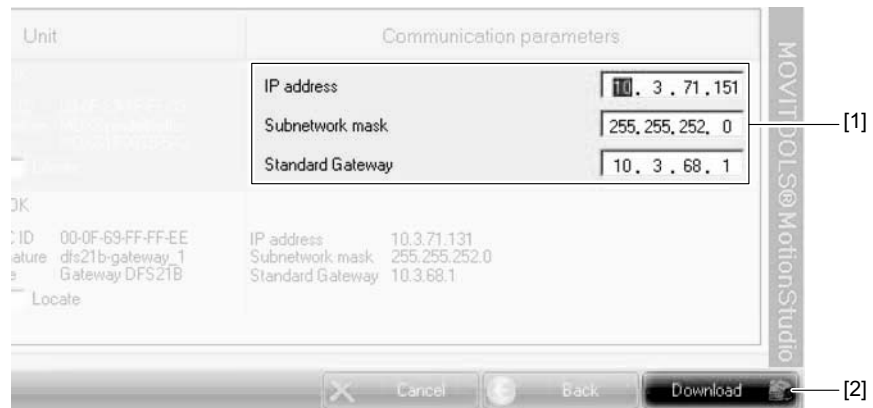 Unit
Communication parameters
IP address 10 . 3 . 71 . 151
Subnetwork mask 255 . 255 . 252 . 0
Standard Gateway 10 . 3 . 68 . 1
[1]
OK
ID 00-0F-69-FF-FF-EE
ature dfs21b-gateway_1
e Gateway DFS21B
Locate
IP address 10.3.71.131
Subnetwork mask 255.255.252.0
Standard Gateway 10.3.68.1
MOVITOOLS® MotionStudio
Cancel
Back
Download
[2]